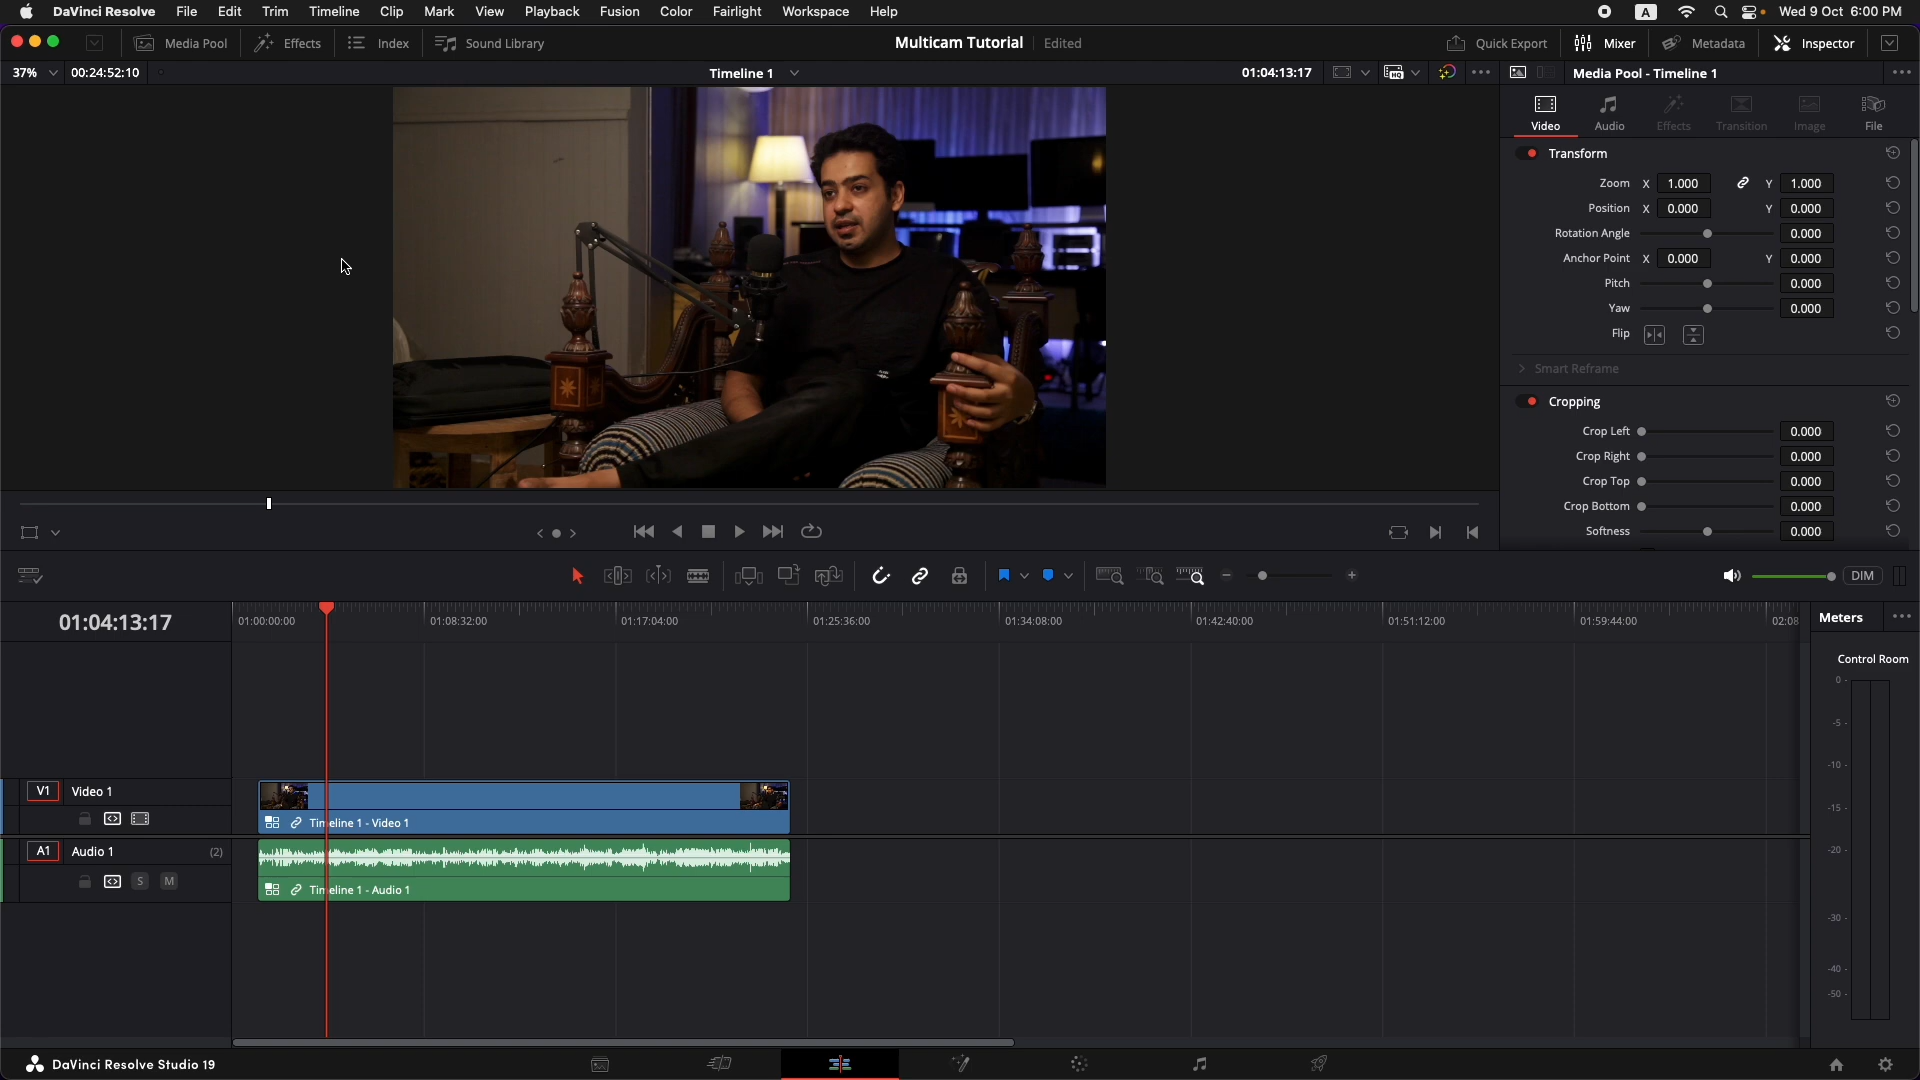 DaVinci Resolve File Edit Trim Timeline Clip Mark View Playback Fusion Color Fairlight Workspace Help A Wed 9 Oct 6:00 PM
Media Pool Effects Index Sound Library Multicam Tutorial Edited Quick Export Mixer Metadata Inspector
37% 00:24:52:10 Timeline 1 01:04:13:17 HQ Media Pool - Timeline 1
Video Audio Effects Transition Image File
Transform
Zoom X 1.000 Y 1.000
Position X 0.000 Y 0.000
Rotation Angle 0.000
Anchor Point X 0.000 Y 0.000
Pitch 0.000
Yaw 0.000
Flip
Smart Reframe
Cropping
Crop Left 0.000
Crop Right 0.000
Crop Top 0.000
Crop Bottom 0.000
Softness 0.000
DIM
01:04:13:17 01:00:00:00 01:08:32:00 01:17:04:00 01:25:36:00 01:34:08:00 01:42:40:00 01:51:12:00 01:59:44:00 02:08 Meters
Control Room
0
-5
-10
-15
-20
-30
-40
-50
V1 Video 1
Timeline 1 - Video 1
A1 Audio 1 (2)
S M
Timeline 1 - Audio 1
DaVinci Resolve Studio 19